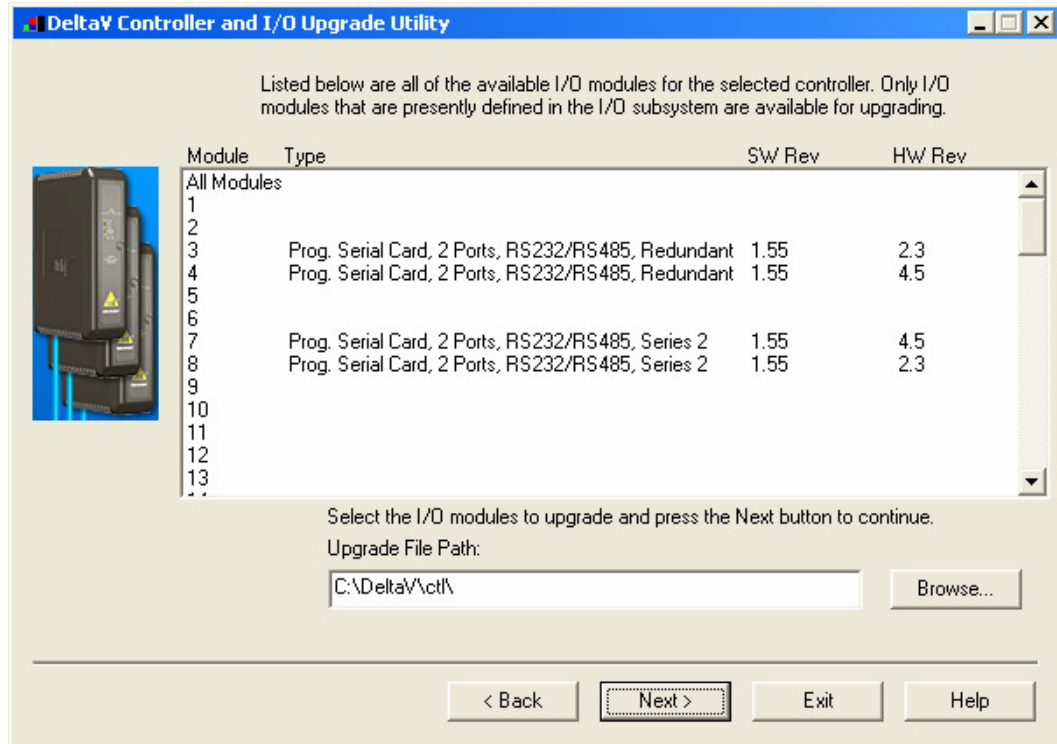 DeltaV Controller and I/O Upgrade Utility
Listed below are all of the available I/O modules for the selected controller. Only I/O
modules that are presently defined in the I/O subsystem are available for upgrading.
Module Type SW Rev HW Rev
All Modules
1
2
3 Prog. Serial Card, 2 Ports, RS232/RS485, Redundant 1.55 2.3
4 Prog. Serial Card, 2 Ports, RS232/RS485, Redundant 1.55 4.5
5
6
7 Prog. Serial Card, 2 Ports, RS232/RS485, Series 2 1.55 4.5
8 Prog. Serial Card, 2 Ports, RS232/RS485, Series 2 1.55 2.3
9
10
11
12
13
Select the I/O modules to upgrade and press the Next button to continue.
Upgrade File Path:
C:\DeltaV\ctl\
Browse...
< Back Next > Exit Help